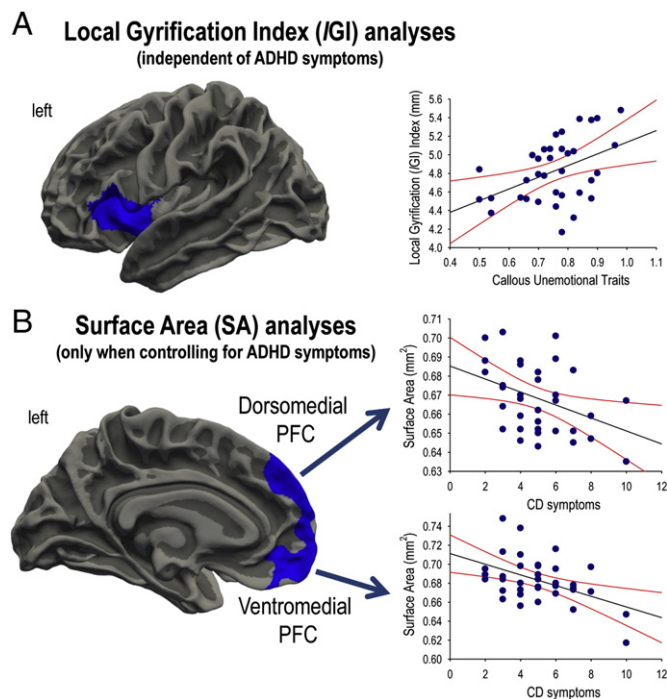 A
Local Gyrification Index (lGI) analyses
(independent of ADHD symptoms)
left
Local Gyrification (lGI) Index (mm)
5.6
5.4
5.2
5.0
4.8
4.6
4.4
4.2
4.0
0.4 0.5 0.6 0.7 0.8 0.9 1.0 1.1
Callous Unemotional Traits
B
Surface Area (SA) analyses
(only when controlling for ADHD symptoms)
left
Dorsomedial
PFC
Ventromedial
PFC
Surface Area (mm²)
0.71
0.70
0.69
0.68
0.67
0.66
0.65
0.64
0.63
0 2 4 6 8 10 12
CD symptoms
Surface Area (mm²)
0.74
0.72
0.70
0.68
0.66
0.64
0.62
0.60
0 2 4 6 8 10 12
CD symptoms